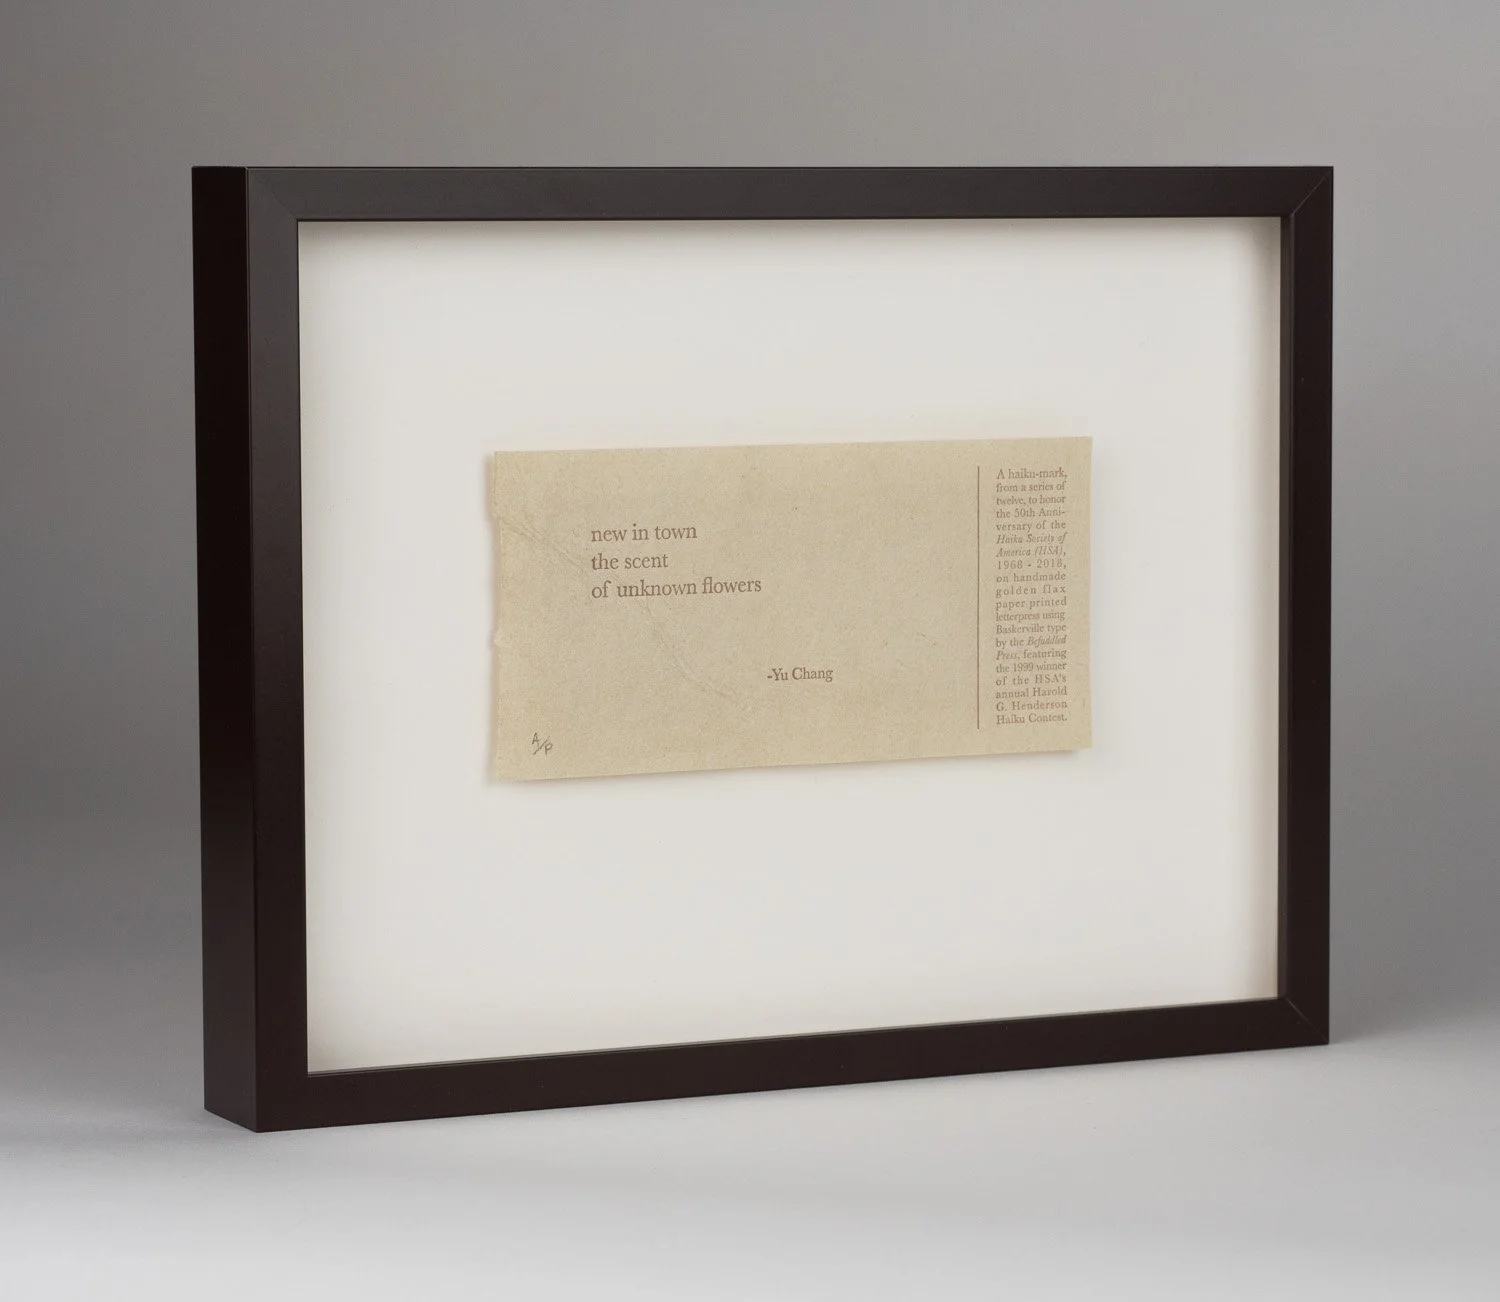 new in town
the scent
of unknown flowers
-Yu Chang
A/P
A haiku-mark,
from a series of
twelve, to honor
the 50th Anni-
versary of the
Haiku Society of
America (HSA),
1968 - 2018,
on handmade
golden flax
paper printed
letterpress using
Baskerville type
by the Befuddled
Press, featuring
the 1999 winner
of the HSA's
annual Harold
G. Henderson
Haiku Contest.